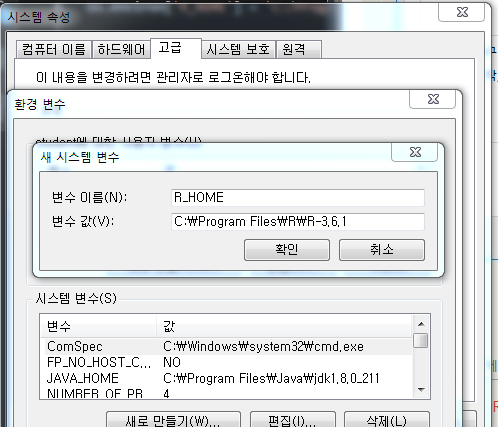 시스템 속성
컴퓨터 이름 하드웨어 고급 시스템 보호 원격
이 내용을 변경하려면 관리자로 로그온해야 합니다.
환경 변수
student에 대한 사용자 변수(U)
새 시스템 변수
변수 이름(N): R_HOME
변수 값(V): C:₩Program Files₩R₩R-3.6.1
확인 취소
시스템 변수(S)
변수 값
ComSpec C:₩Windows₩system32₩cmd.exe
FP_NO_HOST_C... NO
JAVA_HOME C:₩Program Files₩Java₩jdk1.8.0_211
NUMBER_OF_PR 4
새로 만들기(W)... 편집(I)... 삭제(L)